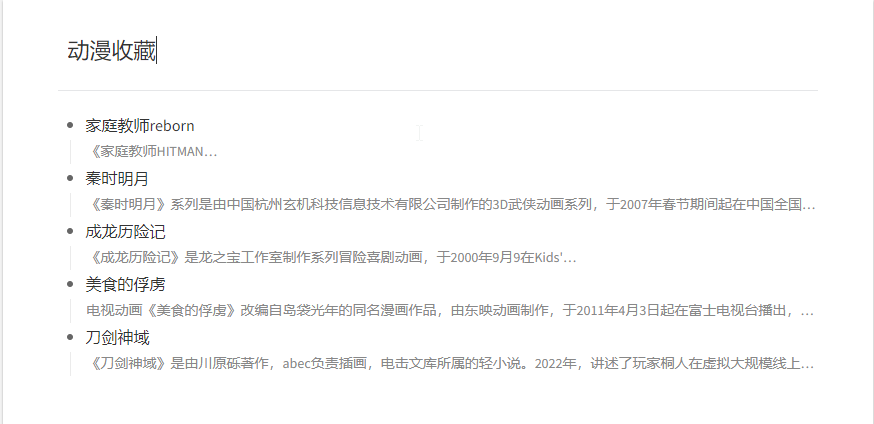 动漫收藏
家庭教师reborn
《家庭教师HITMAN…
秦时明月
《秦时明月》系列是由中国杭州玄机科技信息技术有限公司制作的3D武侠动画系列，于2007年春节期间起在中国全国…
成龙历险记
《成龙历险记》是龙之宝工作室制作系列冒险喜剧动画，于2000年9月9在Kids'…
美食的俘虏
电视动画《美食的俘虏》改编自岛袋光年的同名漫画作品，由东映动画制作，于2011年4月3日起在富士电视台播出，…
刀剑神域
《刀剑神域》是由川原砾著作，abec负责插画，电击文库所属的轻小说。2022年，讲述了玩家桐人在虚拟大规模线上…